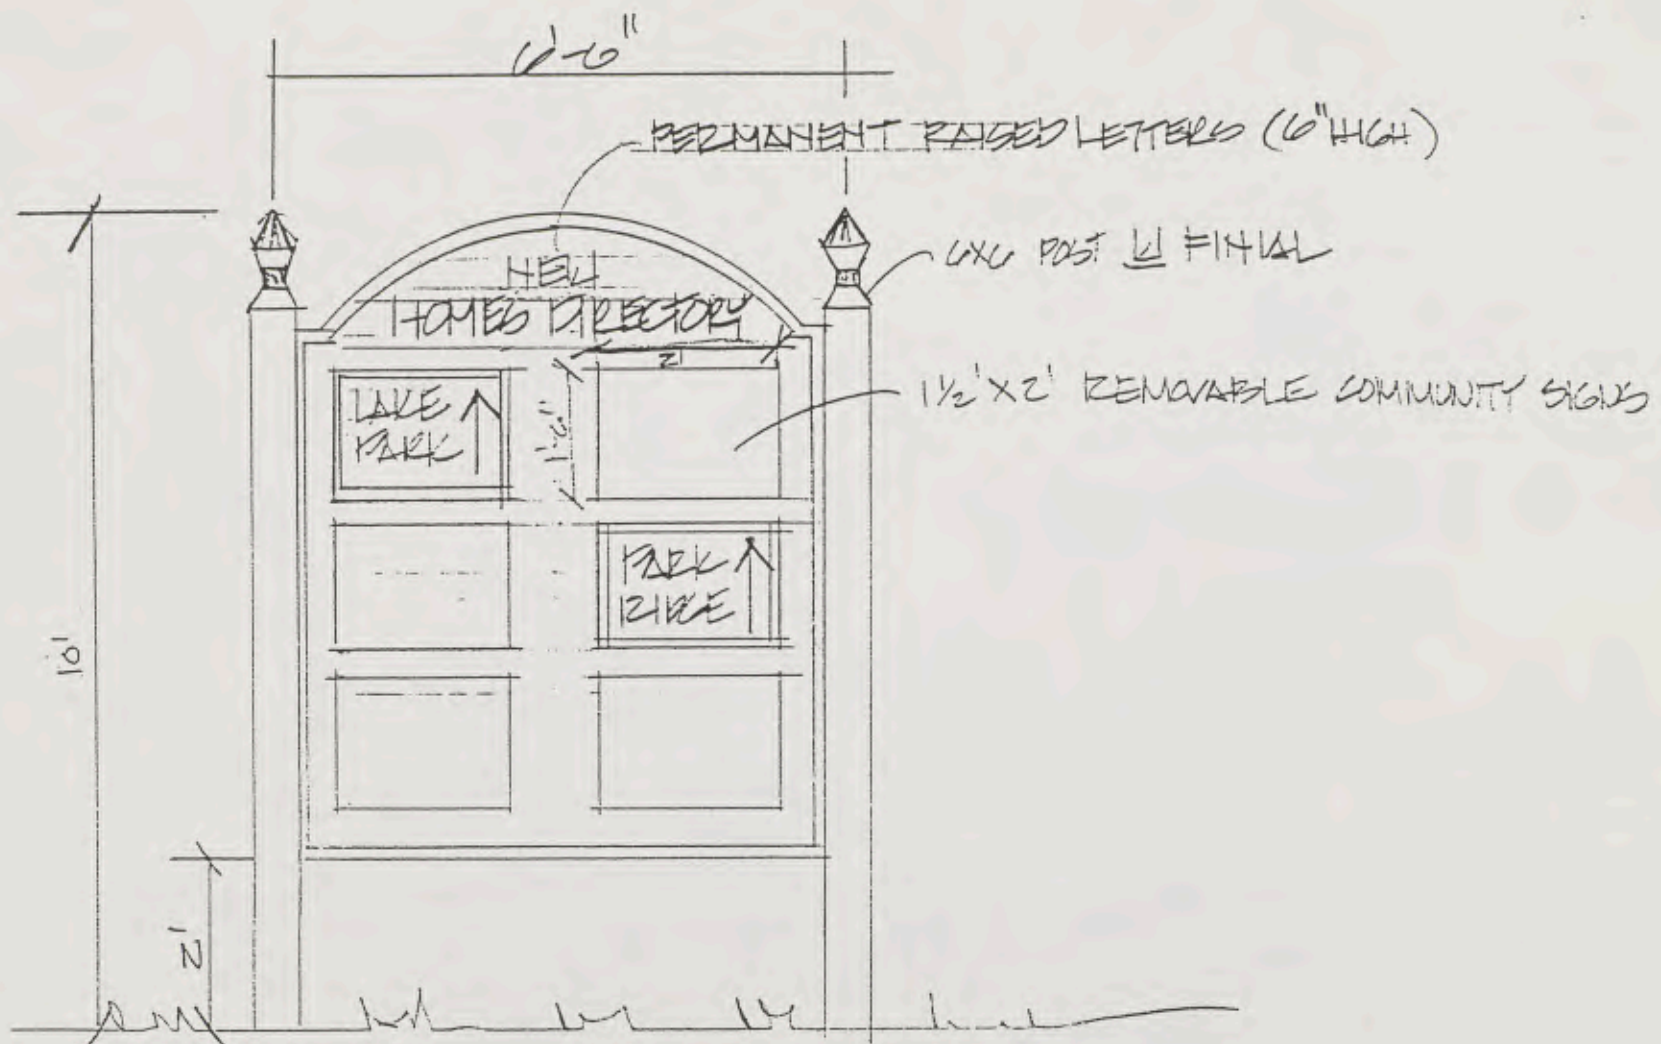 6'-6"
PERMANENT RAISED LETTERS (6" HIGH)
6X6 POST W/ FINIAL
NEW
HOMES DIRECTORY
2'
1½' X 2' REMOVABLE COMMUNITY SIGNS
LAKE
PARK
1'-6"
PARK
RIDGE
10'
2'